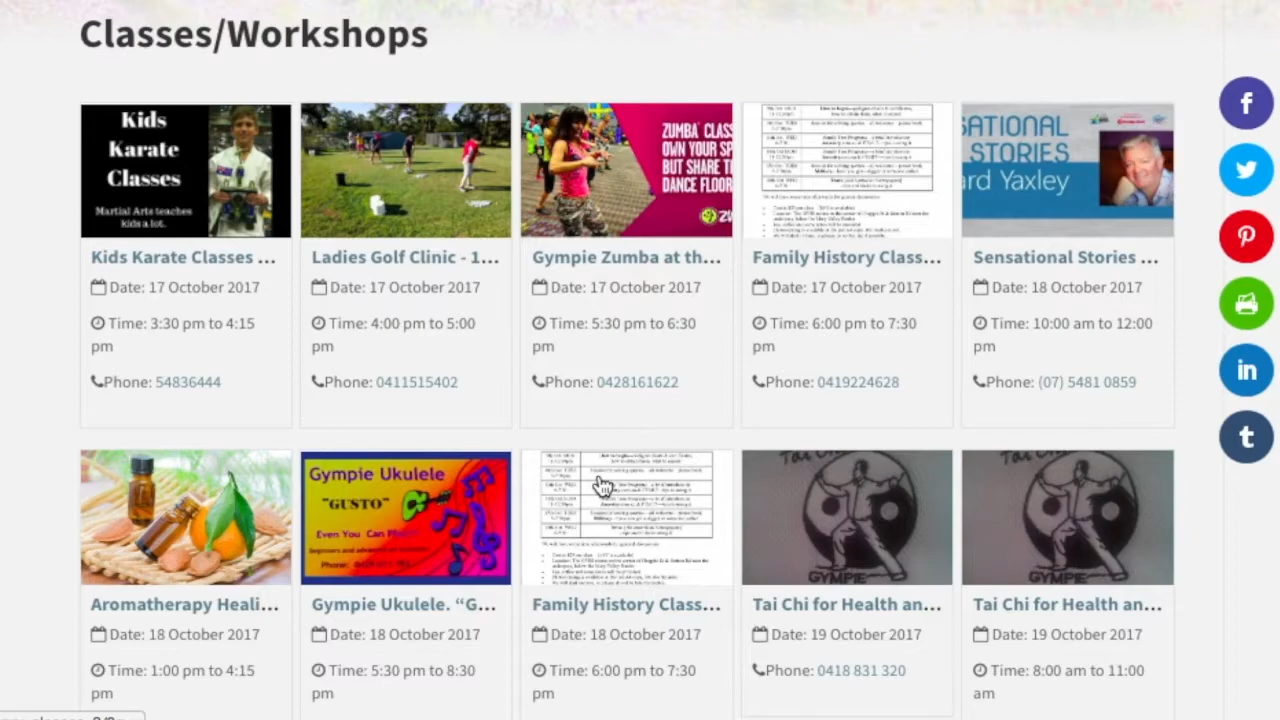 Classes/Workshops
Kids
Karate
Classes
Martial Arts teaches
kids a lot.
ZUMBA CLASS
OWN YOUR SP
BUT SHARE TH
DANCE FLOOR
SATIONAL
STORIES
ard Yaxley
Kids Karate Classes ...
Ladies Golf Clinic - 1...
Gympie Zumba at th...
Family History Class...
Sensational Stories ...
Date: 17 October 2017
Date: 17 October 2017
Date: 17 October 2017
Date: 17 October 2017
Date: 18 October 2017
Time: 3:30 pm to 4:15
pm
Time: 4:00 pm to 5:00
pm
Time: 5:30 pm to 6:30
pm
Time: 6:00 pm to 7:30
pm
Time: 10:00 am to 12:00
pm
Phone: 54836444
Phone: 0411515402
Phone: 0428161622
Phone: 0419224628
Phone: (07) 5481 0859
Gympie Ukulele
"GUSTO"
Even You Can
Beginners and
Phone:
Tai Chi
GYMPIE
Tai Chi
Aromatherapy Heali...
Gympie Ukulele. “G...
Family History Class...
Tai Chi for Health an...
Tai Chi for Health an...
Date: 18 October 2017
Date: 18 October 2017
Date: 18 October 2017
Date: 19 October 2017
Date: 19 October 2017
Time: 1:00 pm to 4:15
pm
Time: 5:30 pm to 8:30
pm
Time: 6:00 pm to 7:30
pm
Phone: 0418 831 320
Time: 8:00 am to 11:00
am